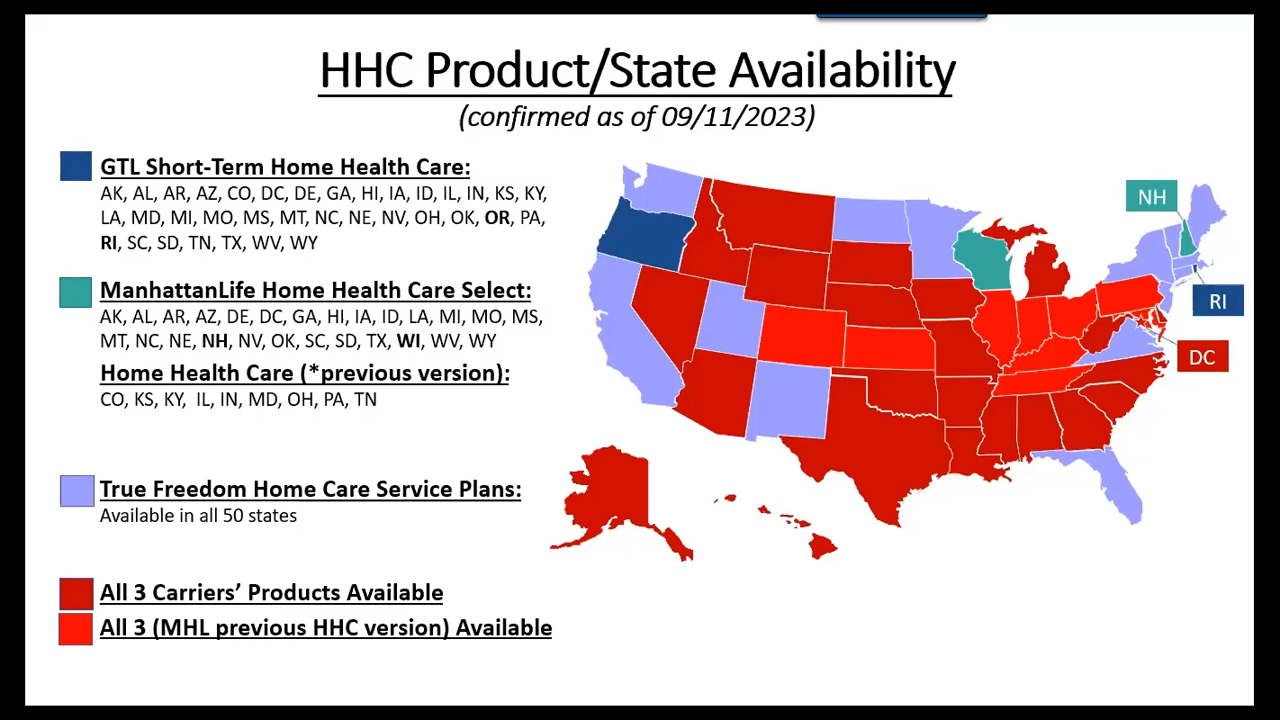 HHC Product/State Availability
(confirmed as of 09/11/2023)
GTL Short-Term Home Health Care:
AK, AL, AR, AZ, CO, DC, DE, GA, HI, IA, ID, IL, IN, KS, KY,
LA, MD, MI, MO, MS, MT, NC, NE, NV, OH, OK, OR, PA,
RI, SC, SD, TN, TX, WV, WY
ManhattanLife Home Health Care Select:
AK, AL, AR, AZ, DE, DC, GA, HI, IA, ID, LA, MI, MO, MS,
MT, NC, NE, NH, NV, OK, SC, SD, TX, WI, WV, WY
Home Health Care (*previous version):
CO, KS, KY, IL, IN, MD, OH, PA, TN
True Freedom Home Care Service Plans:
Available in all 50 states
All 3 Carriers' Products Available
All 3 (MHL previous HHC version) Available
NH
RI
DC